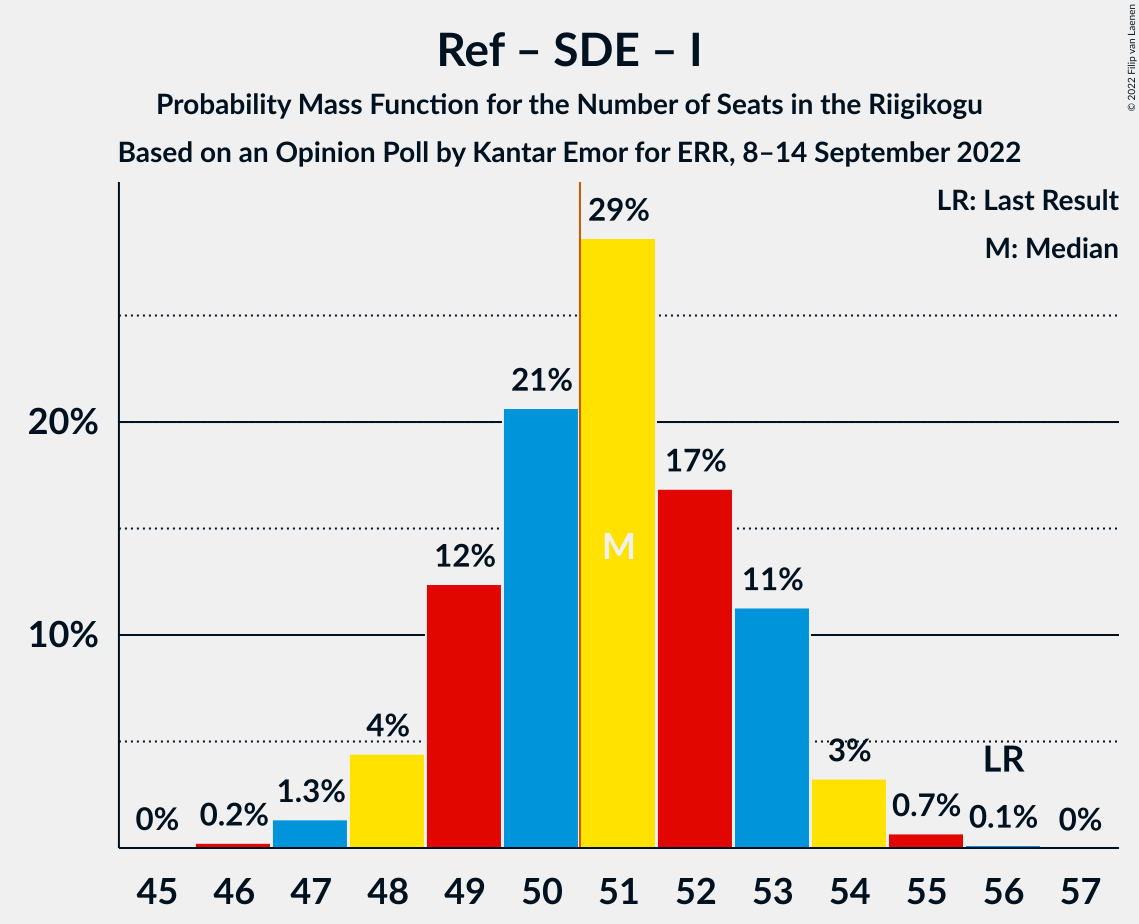 Ref – SDE – I
Probability Mass Function for the Number of Seats in the Riigikogu
Based on an Opinion Poll by Kantar Emor for ERR, 8–14 September 2022
© 2022 Filip van Laenen
LR: Last Result
M: Median
29%
21%
20%
17%
M
12%
11%
10%
4%
3%
LR
1.3%
0.7%
0% 0.2% 0.1% 0%
45 46 47 48 49 50 51 52 53 54 55 56 57